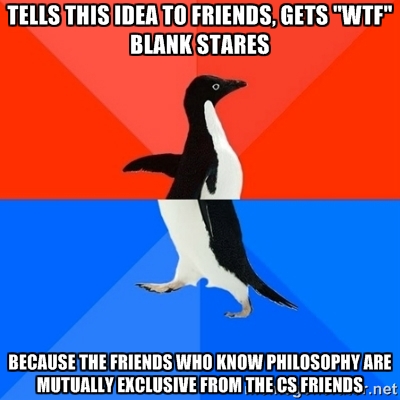 TELLS THIS IDEA TO FRIENDS, GETS "WTF"
BLANK STARES
BECAUSE THE FRIENDS WHO KNOW PHILOSOPHY ARE
MUTUALLY EXCLUSIVE FROM THE CS FRIENDS
.net